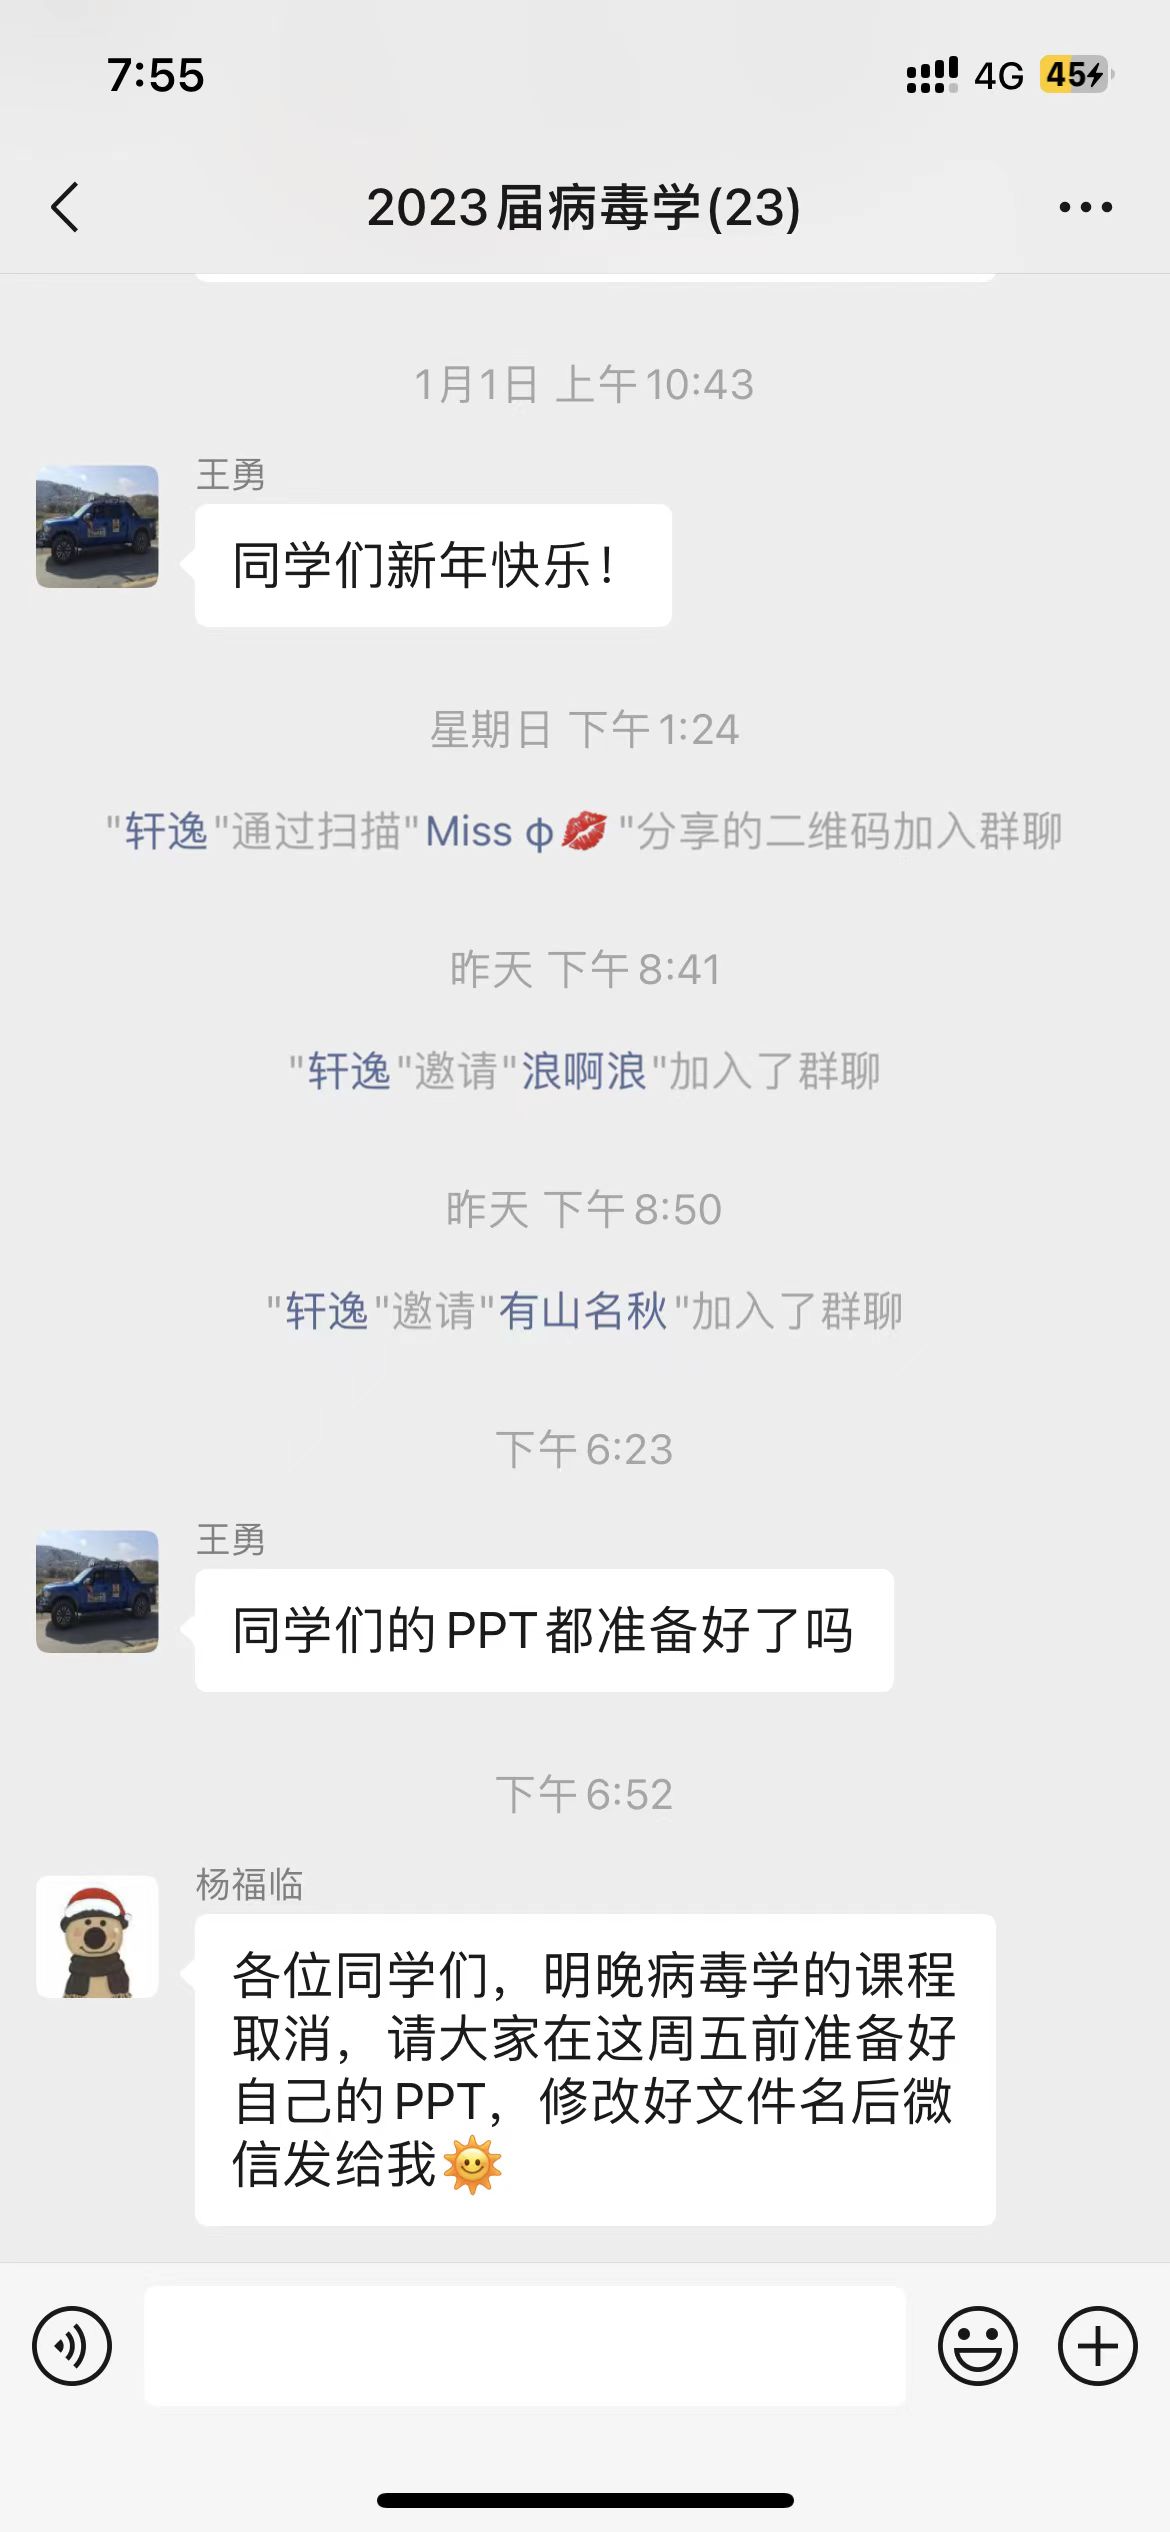 7:55
4G
45
2023届病毒学(23)
1月1日 上午10:43
王勇
同学们新年快乐!
星期日 下午1:24
"轩逸"通过扫描"Miss φ💋"分享的二维码加入群聊
昨天 下午8:41
"轩逸"邀请"浪啊浪"加入了群聊
昨天 下午8:50
"轩逸"邀请"有山名秋"加入了群聊
下午6:23
王勇
同学们的PPT都准备好了吗
下午6:52
杨福临
各位同学们，明晚病毒学的课程
取消，请大家在这周五前准备好
自己的PPT，修改好文件名后微
信发给我🌞